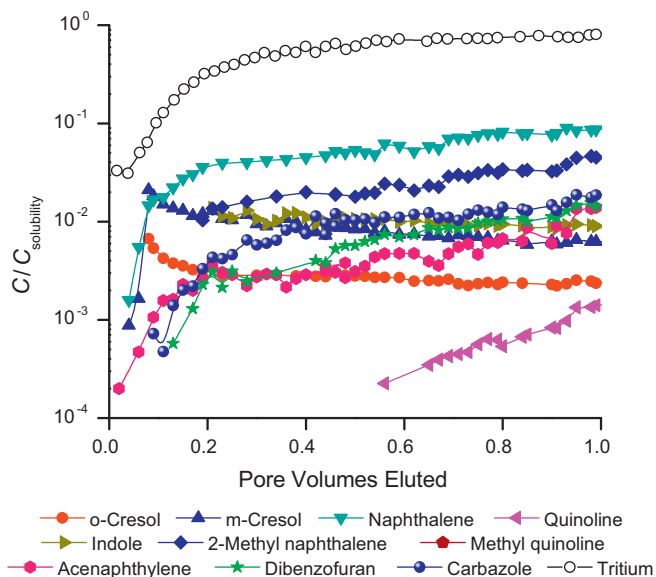 10^0
10^-1
10^-2
10^-3
10^-4
C/C_solubility
0.0 0.2 0.4 0.6 0.8 1.0
Pore Volumes Eluted
o-Cresol m-Cresol Naphthalene Quinoline
Indole 2-Methyl naphthalene Methyl quinoline
Acenaphthylene Dibenzofuran Carbazole Tritium